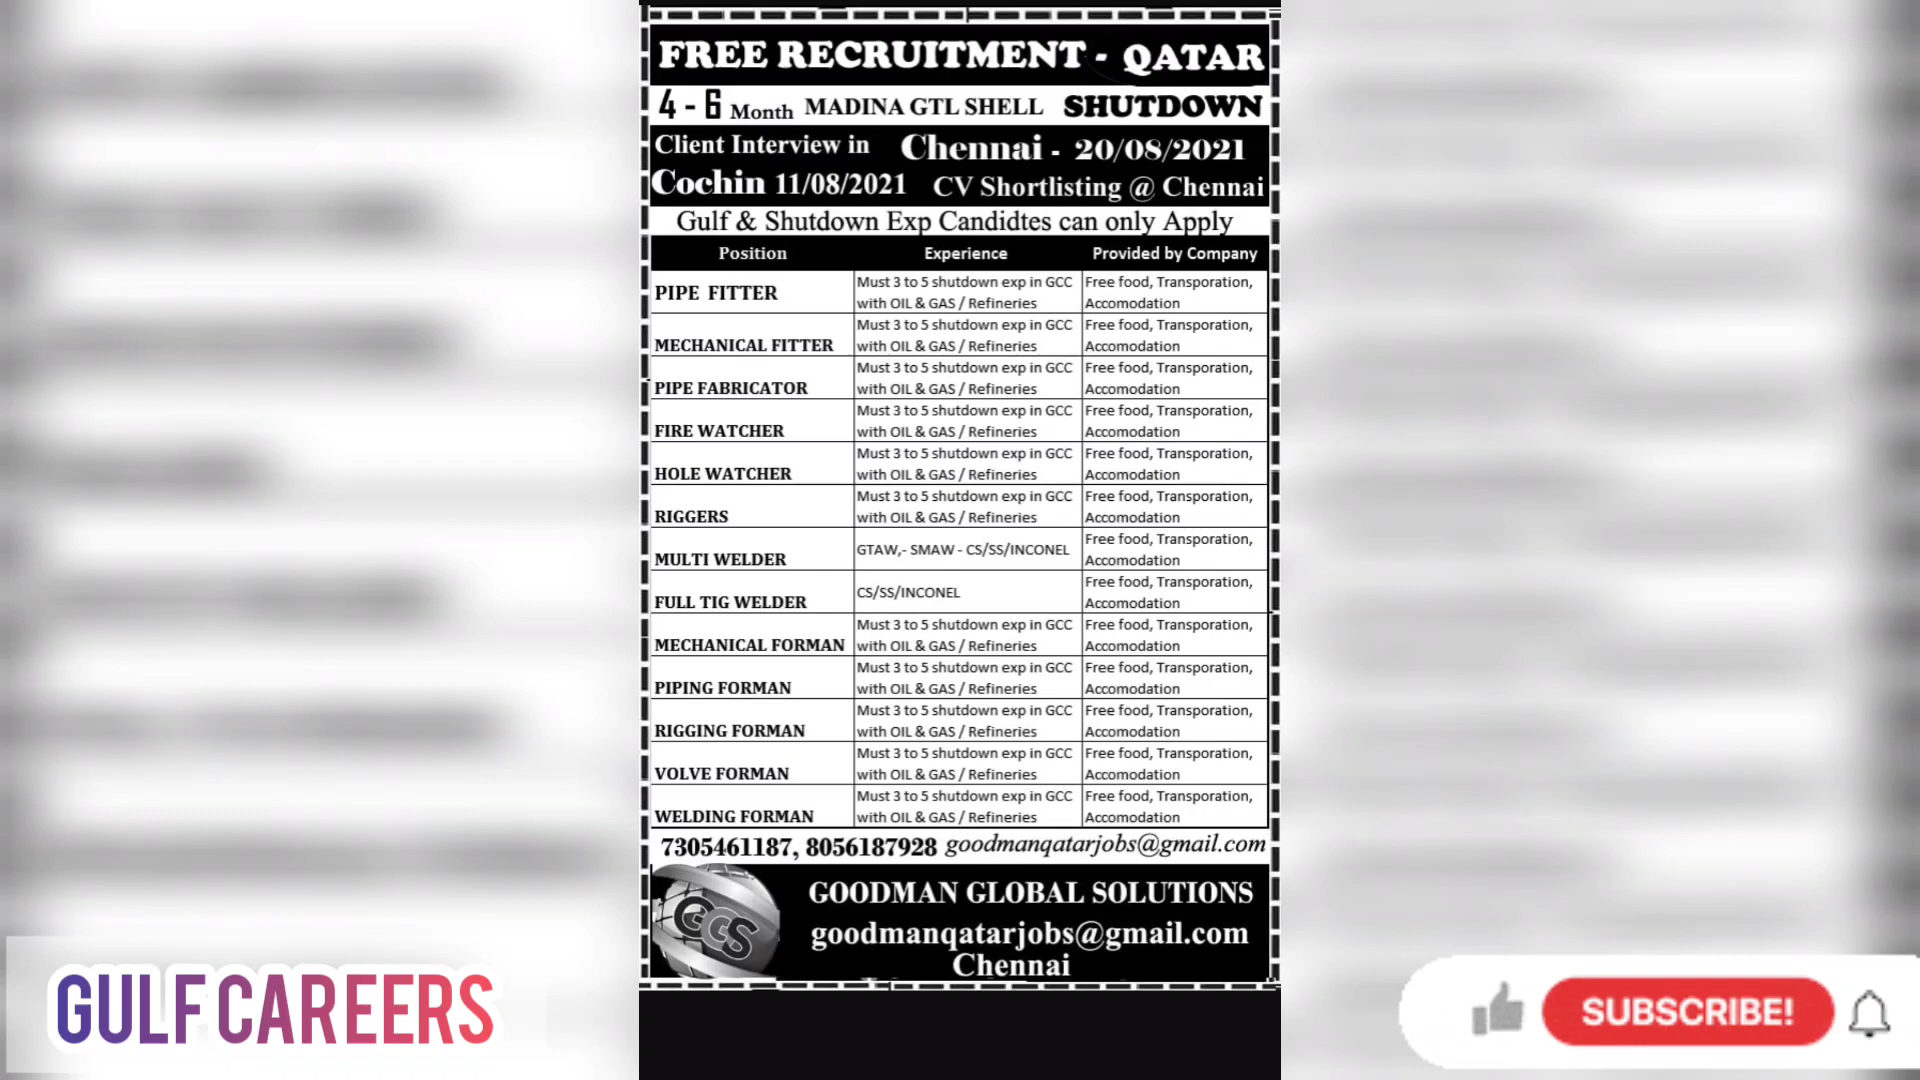 FREE RECRUITMENT - QATAR
4 - 6 Month MADINA GTL SHELL SHUTDOWN
Client Interview in Chennai - 20/08/2021
Cochin 11/08/2021 CV Shortlisting @ Chennai
Gulf & Shutdown Exp Candidtes can only Apply
Position Experience Provided by Company
PIPE FITTER Must 3 to 5 shutdown exp in GCC Free food, Transporation,
with OIL & GAS / Refineries Accomodation
MECHANICAL FITTER Must 3 to 5 shutdown exp in GCC Free food, Transporation,
with OIL & GAS / Refineries Accomodation
PIPE FABRICATOR Must 3 to 5 shutdown exp in GCC Free food, Transporation,
with OIL & GAS / Refineries Accomodation
FIRE WATCHER Must 3 to 5 shutdown exp in GCC Free food, Transporation,
with OIL & GAS / Refineries Accomodation
HOLE WATCHER Must 3 to 5 shutdown exp in GCC Free food, Transporation,
with OIL & GAS / Refineries Accomodation
RIGGERS Must 3 to 5 shutdown exp in GCC Free food, Transporation,
with OIL & GAS / Refineries Accomodation
MULTI WELDER GTAW,- SMAW - CS/SS/INCONEL Free food, Transporation,
Accomodation
FULL TIG WELDER CS/SS/INCONEL Free food, Transporation,
Accomodation
MECHANICAL FORMAN Must 3 to 5 shutdown exp in GCC Free food, Transporation,
with OIL & GAS / Refineries Accomodation
PIPING FORMAN Must 3 to 5 shutdown exp in GCC Free food, Transporation,
with OIL & GAS / Refineries Accomodation
RIGGING FORMAN Must 3 to 5 shutdown exp in GCC Free food, Transporation,
with OIL & GAS / Refineries Accomodation
VOLVE FORMAN Must 3 to 5 shutdown exp in GCC Free food, Transporation,
with OIL & GAS / Refineries Accomodation
WELDING FORMAN Must 3 to 5 shutdown exp in GCC Free food, Transporation,
with OIL & GAS / Refineries Accomodation
7305461187, 8056187928 goodmanqatarjobs@gmail.com
GGS
GOODMAN GLOBAL SOLUTIONS
goodmanqatarjobs@gmail.com
Chennai
GULF CAREERS
SUBSCRIBE!